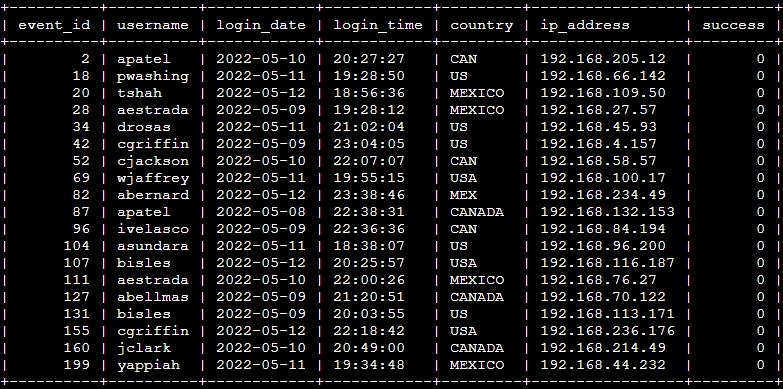 +----------+----------+------------+------------+---------+-----------------+---------+
| event_id | username | login_date | login_time | country | ip_address      | success |
+----------+----------+------------+------------+---------+-----------------+---------+
|        2 | apatel   | 2022-05-10 | 20:27:27   | CAN     | 192.168.205.12  |       0 |
|       18 | pwashing | 2022-05-11 | 19:28:50   | US      | 192.168.66.142  |       0 |
|       20 | tshah    | 2022-05-12 | 18:56:36   | MEXICO  | 192.168.109.50  |       0 |
|       28 | aestrada | 2022-05-09 | 19:28:12   | MEXICO  | 192.168.27.57   |       0 |
|       34 | drosas   | 2022-05-11 | 21:02:04   | US      | 192.168.45.93   |       0 |
|       42 | cgriffin | 2022-05-09 | 23:04:05   | US      | 192.168.4.157   |       0 |
|       52 | cjackson | 2022-05-10 | 22:07:07   | CAN     | 192.168.58.57   |       0 |
|       69 | wjaffrey | 2022-05-11 | 19:55:15   | USA     | 192.168.100.17  |       0 |
|       82 | abernard | 2022-05-12 | 23:38:46   | MEX     | 192.168.234.49  |       0 |
|       87 | apatel   | 2022-05-08 | 22:38:31   | CANADA  | 192.168.132.153 |       0 |
|       96 | ivelasco | 2022-05-09 | 22:36:36   | CAN     | 192.168.84.194  |       0 |
|      104 | asundara | 2022-05-11 | 18:38:07   | US      | 192.168.96.200  |       0 |
|      107 | bisles   | 2022-05-12 | 20:25:57   | USA     | 192.168.116.187 |       0 |
|      111 | aestrada | 2022-05-10 | 22:00:26   | MEXICO  | 192.168.76.27   |       0 |
|      127 | abellmas | 2022-05-09 | 21:20:51   | CANADA  | 192.168.70.122  |       0 |
|      131 | bisles   | 2022-05-09 | 20:03:55   | US      | 192.168.113.171 |       0 |
|      155 | cgriffin | 2022-05-12 | 22:18:42   | USA     | 192.168.236.176 |       0 |
|      160 | jclark   | 2022-05-10 | 20:49:00   | CANADA  | 192.168.214.49  |       0 |
|      199 | yappiah  | 2022-05-11 | 19:34:48   | MEXICO  | 192.168.44.232  |       0 |
+----------+----------+------------+------------+---------+-----------------+---------+